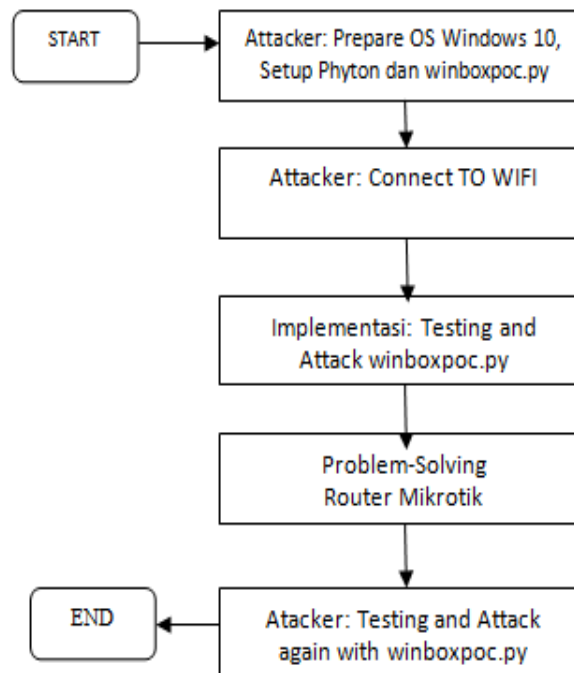 START
Attacker: Prepare OS Windows 10,
Setup Phyton dan winboxpoc.py
Attacker: Connect TO WIFI
Implementasi: Testing and
Attack winboxpoc.py
Problem-Solving
Router Mikrotik
Atacker: Testing and Attack
again with winboxpoc.py
END